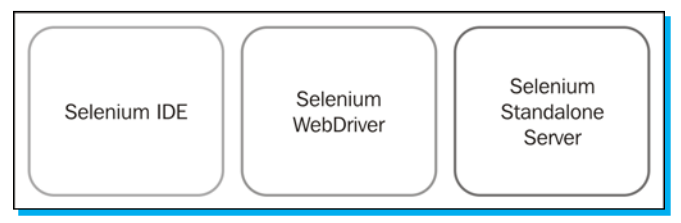 Selenium IDE
Selenium
WebDriver
Selenium
Standalone
Server